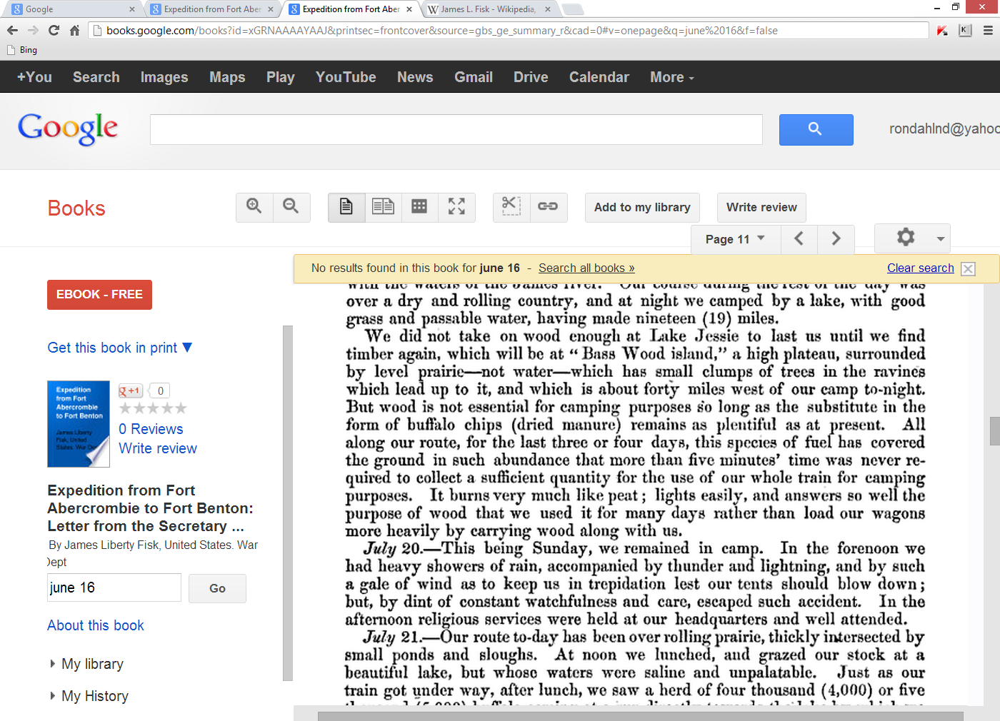 Google
Expedition from Fort Aber
Expedition from Fort Aber
James L. Fisk - Wikipedia,
books.google.com/books?id=xGRNAAAAYAAJ&printsec=frontcover&source=gbs_ge_summary_r&cad=0#v=onepage&q=june%2016&f=false
Bing
+You Search Images Maps Play YouTube News Gmail Drive Calendar More
Google
rondahlnd@yahoo
Books
Add to my library
Write review
Page 11
No results found in this book for june 16 - Search all books »
Clear search
EBOOK - FREE
Get this book in print ▼
Expedition
from Fort
Abercrombie
to Fort Benton
James Liberty
Fisk, United
States. War De
g+1
0
0 Reviews
Write review
Expedition from Fort
Abercrombie to Fort Benton:
Letter from the Secretary ...
By James Liberty Fisk, United States. War
Dept
june 16
Go
About this book
My library
My History
with the waters of the James river. Our course during the rest of the day was
over a dry and rolling country, and at night we camped by a lake, with good
grass and passable water, having made nineteen (19) miles.
We did not take on wood enough at Lake Jessie to last us until we find
timber again, which will be at "Bass Wood island," a high plateau, surrounded
by level prairie—not water—which has small clumps of trees in the ravines
which lead up to it, and which is about forty miles west of our camp to-night.
But wood is not essential for camping purposes so long as the substitute in the
form of buffalo chips (dried manure) remains as plentiful as at present. All
along our route, for the last three or four days, this species of fuel has covered
the ground in such abundance that more than five minutes' time was never re-
quired to collect a sufficient quantity for the use of our whole train for camping
purposes. It burns very much like peat; lights easily, and answers so well the
purpose of wood that we used it for many days rather than load our wagons
more heavily by carrying wood along with us.
July 20.—This being Sunday, we remained in camp. In the forenoon we
had heavy showers of rain, accompanied by thunder and lightning, and by such
a gale of wind as to keep us in trepidation lest our tents should blow down;
but, by dint of constant watchfulness and care, escaped such accident. In the
afternoon religious services were held at our headquarters and well attended.
July 21.—Our route to-day has been over rolling prairie, thickly intersected by
small ponds and sloughs. At noon we lunched, and grazed our stock at a
beautiful lake, but whose waters were saline and unpalatable. Just as our
train got under way, after lunch, we saw a herd of four thousand (4,000) or five